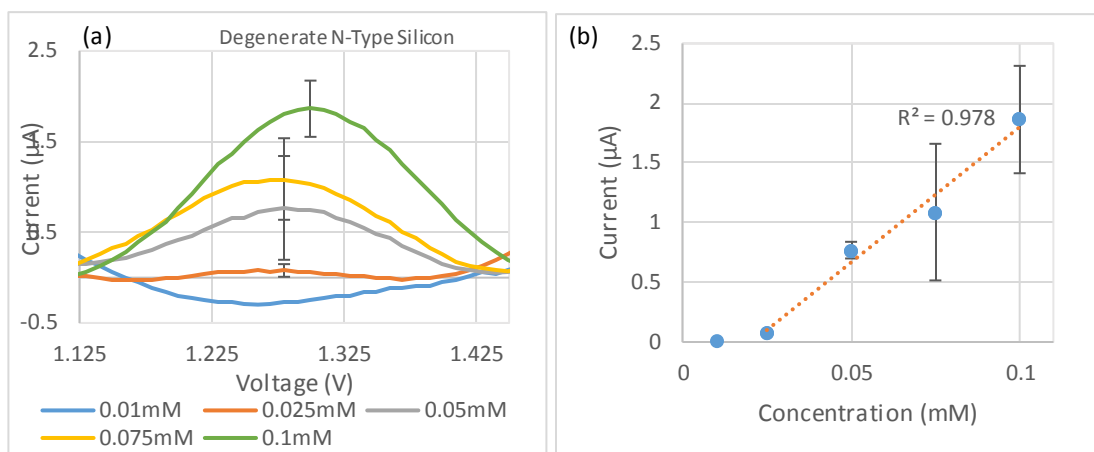 (a)
Degenerate N-Type Silicon
2.5
1.5
0.5
-0.5
Current (µA)
1.125
1.225
1.325
1.425
Voltage (V)
0.01mM
0.025mM
0.05mM
0.075mM
0.1mM
(b)
2.5
2
1.5
1
0.5
0
Current (µA)
R² = 0.978
0
0.05
0.1
Concentration (mM)